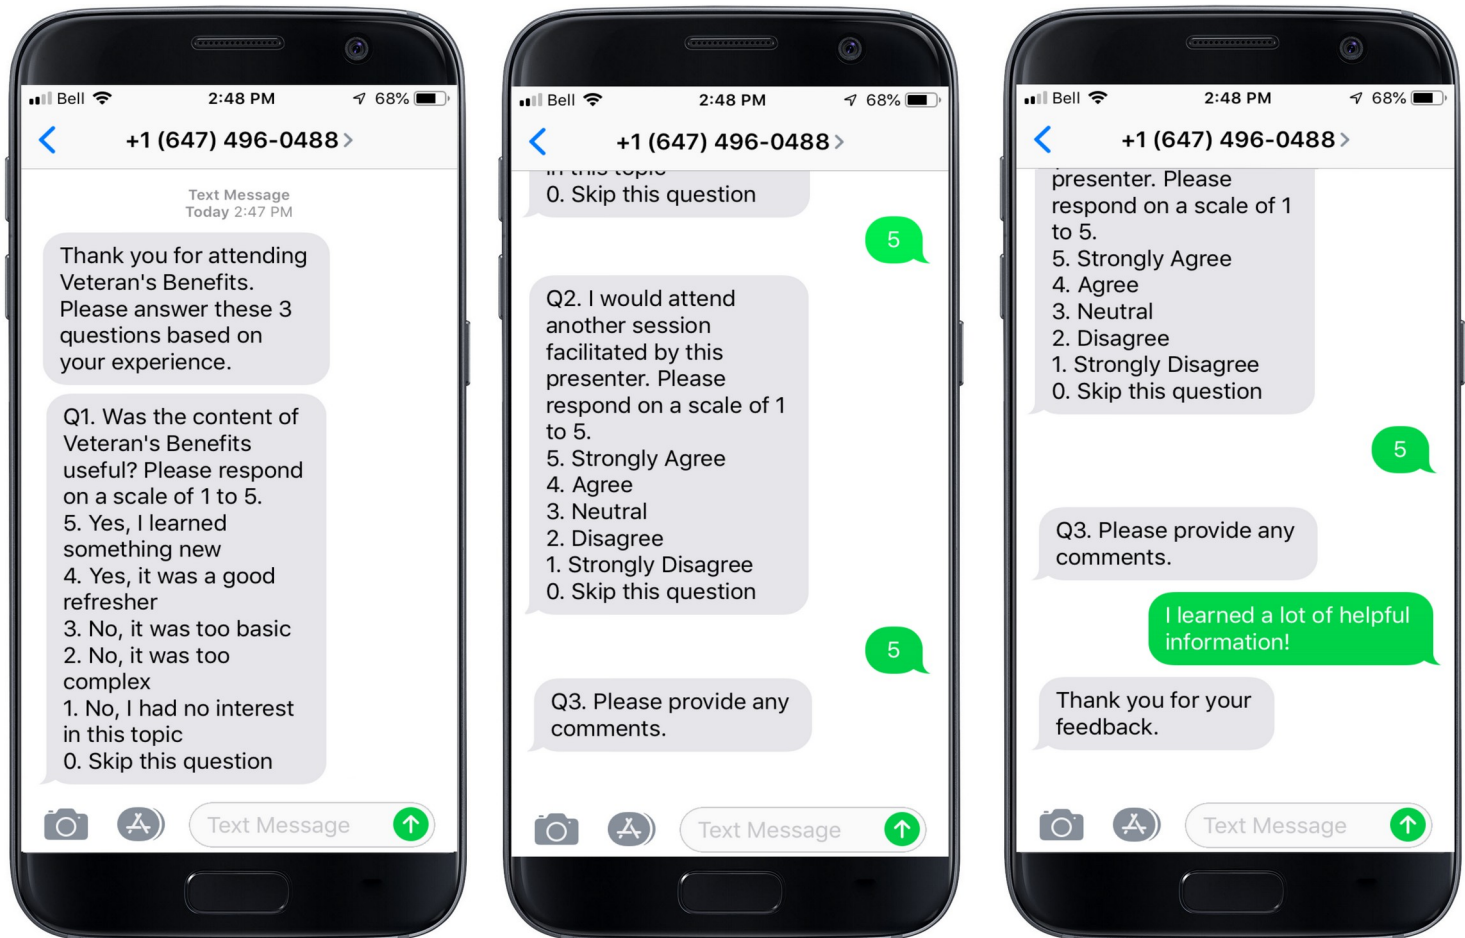 Bell
2:48 PM
68%
+1 (647) 496-0488
Text Message
Today 2:47 PM
Thank you for attending
Veteran's Benefits.
Please answer these 3
questions based on
your experience.
Q1. Was the content of
Veteran's Benefits
useful? Please respond
on a scale of 1 to 5.
5. Yes, I learned
something new
4. Yes, it was a good
refresher
3. No, it was too basic
2. No, it was too
complex
1. No, I had no interest
in this topic
0. Skip this question
Text Message
Bell
2:48 PM
68%
+1 (647) 496-0488
in this topic
0. Skip this question
5
Q2. I would attend
another session
facilitated by this
presenter. Please
respond on a scale of 1
to 5.
5. Strongly Agree
4. Agree
3. Neutral
2. Disagree
1. Strongly Disagree
0. Skip this question
5
Q3. Please provide any
comments.
Text Message
Bell
2:48 PM
68%
+1 (647) 496-0488
presenter. Please
respond on a scale of 1
to 5.
5. Strongly Agree
4. Agree
3. Neutral
2. Disagree
1. Strongly Disagree
0. Skip this question
5
Q3. Please provide any
comments.
I learned a lot of helpful
information!
Thank you for your
feedback.
Text Message